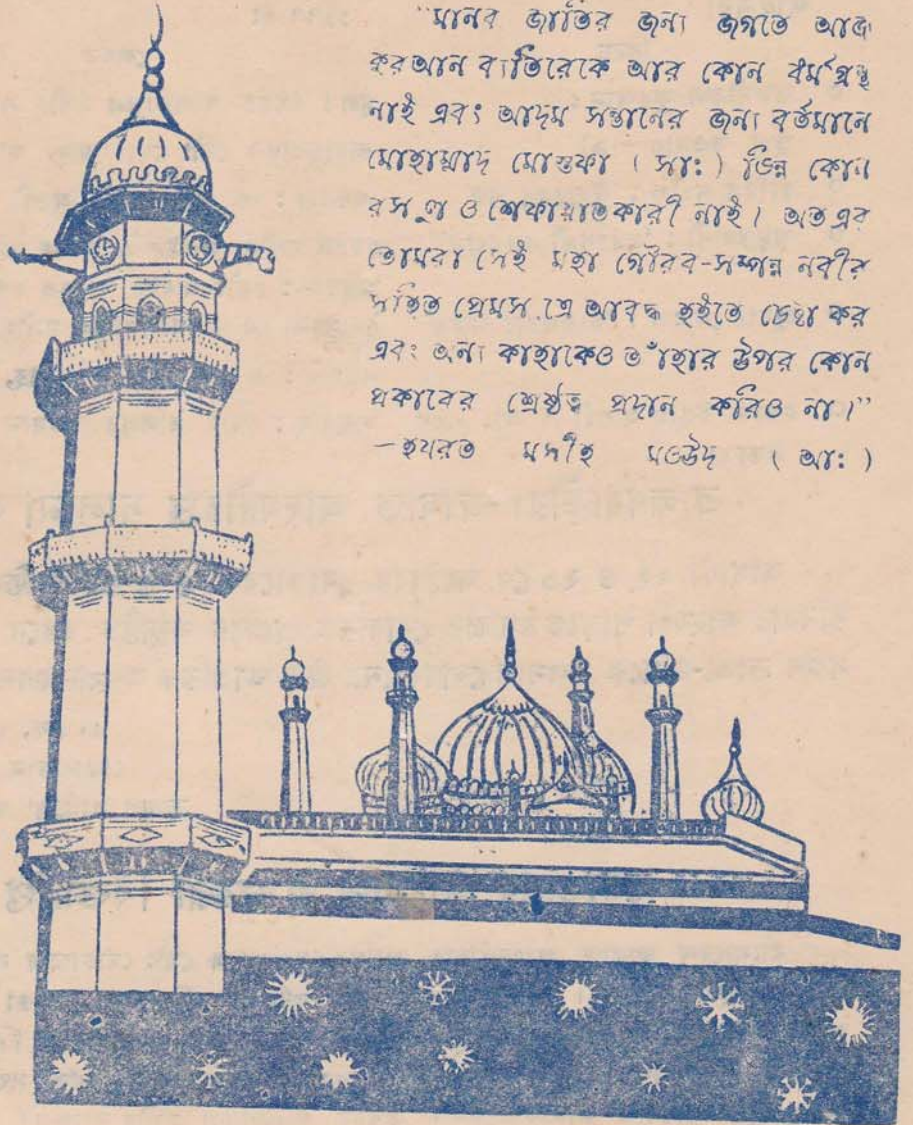 "মানব জাতির জন্য জগতে আজ
কুরআন ব্যতিরেকে আর কোন ধর্মগ্রন্থ
নাই এবং আদম সন্তানের জন্য বর্তমানে
মোহাম্মাদ মোস্তফা ( সাঃ ) ভিন্ন কোন
রসূল ও শেফায়াতকারী নাই। অতএব
তোমরা সেই মহা গৌরব-সম্পন্ন নবীর
সহিত প্রেমসূত্রে আবদ্ধ হইতে চেষ্টা কর
এবং অন্য কাহাকেও তাঁহার উপর কোন
প্রকারের শ্রেষ্ঠত্ব প্রদান করিও না।"
-হযরত মসীহ মওউদ ( আঃ )